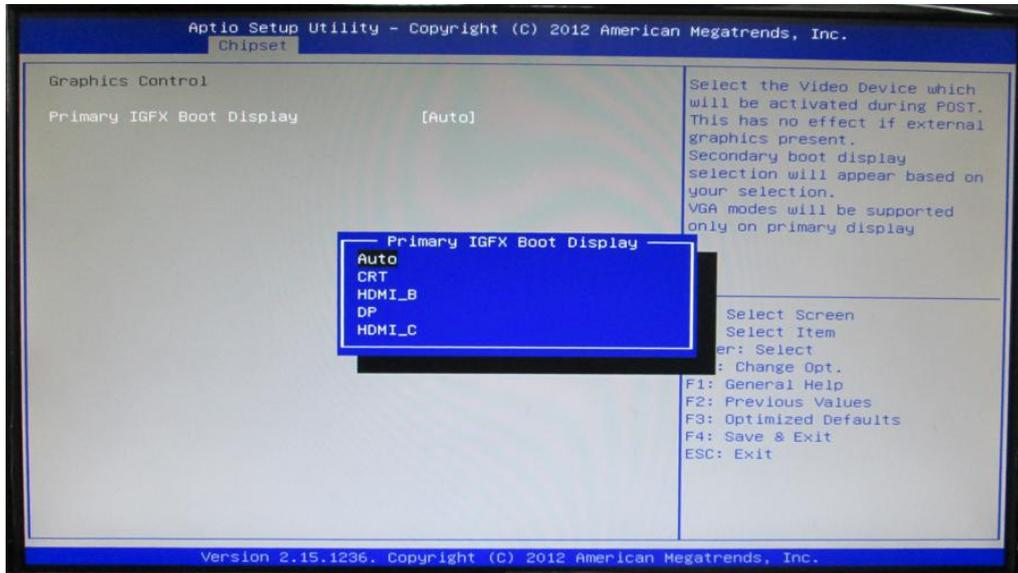 Aptio Setup Utility – Copyright (C) 2012 American Megatrends, Inc.
Chipset
Graphics Control
Primary IGFX Boot Display [Auto]
Select the Video Device which
will be activated during POST.
This has no effect if external
graphics present.
Secondary boot display
selection will appear based on
your selection.
VGA modes will be supported
only on primary display
Primary IGFX Boot Display
Auto
CRT
HDMI_B
DP
HDMI_C
Select Screen
Select Item
er: Select
: Change Opt.
F1: General Help
F2: Previous Values
F3: Optimized Defaults
F4: Save & Exit
ESC: Exit
Version 2.15.1236. Copyright (C) 2012 American Megatrends, Inc.